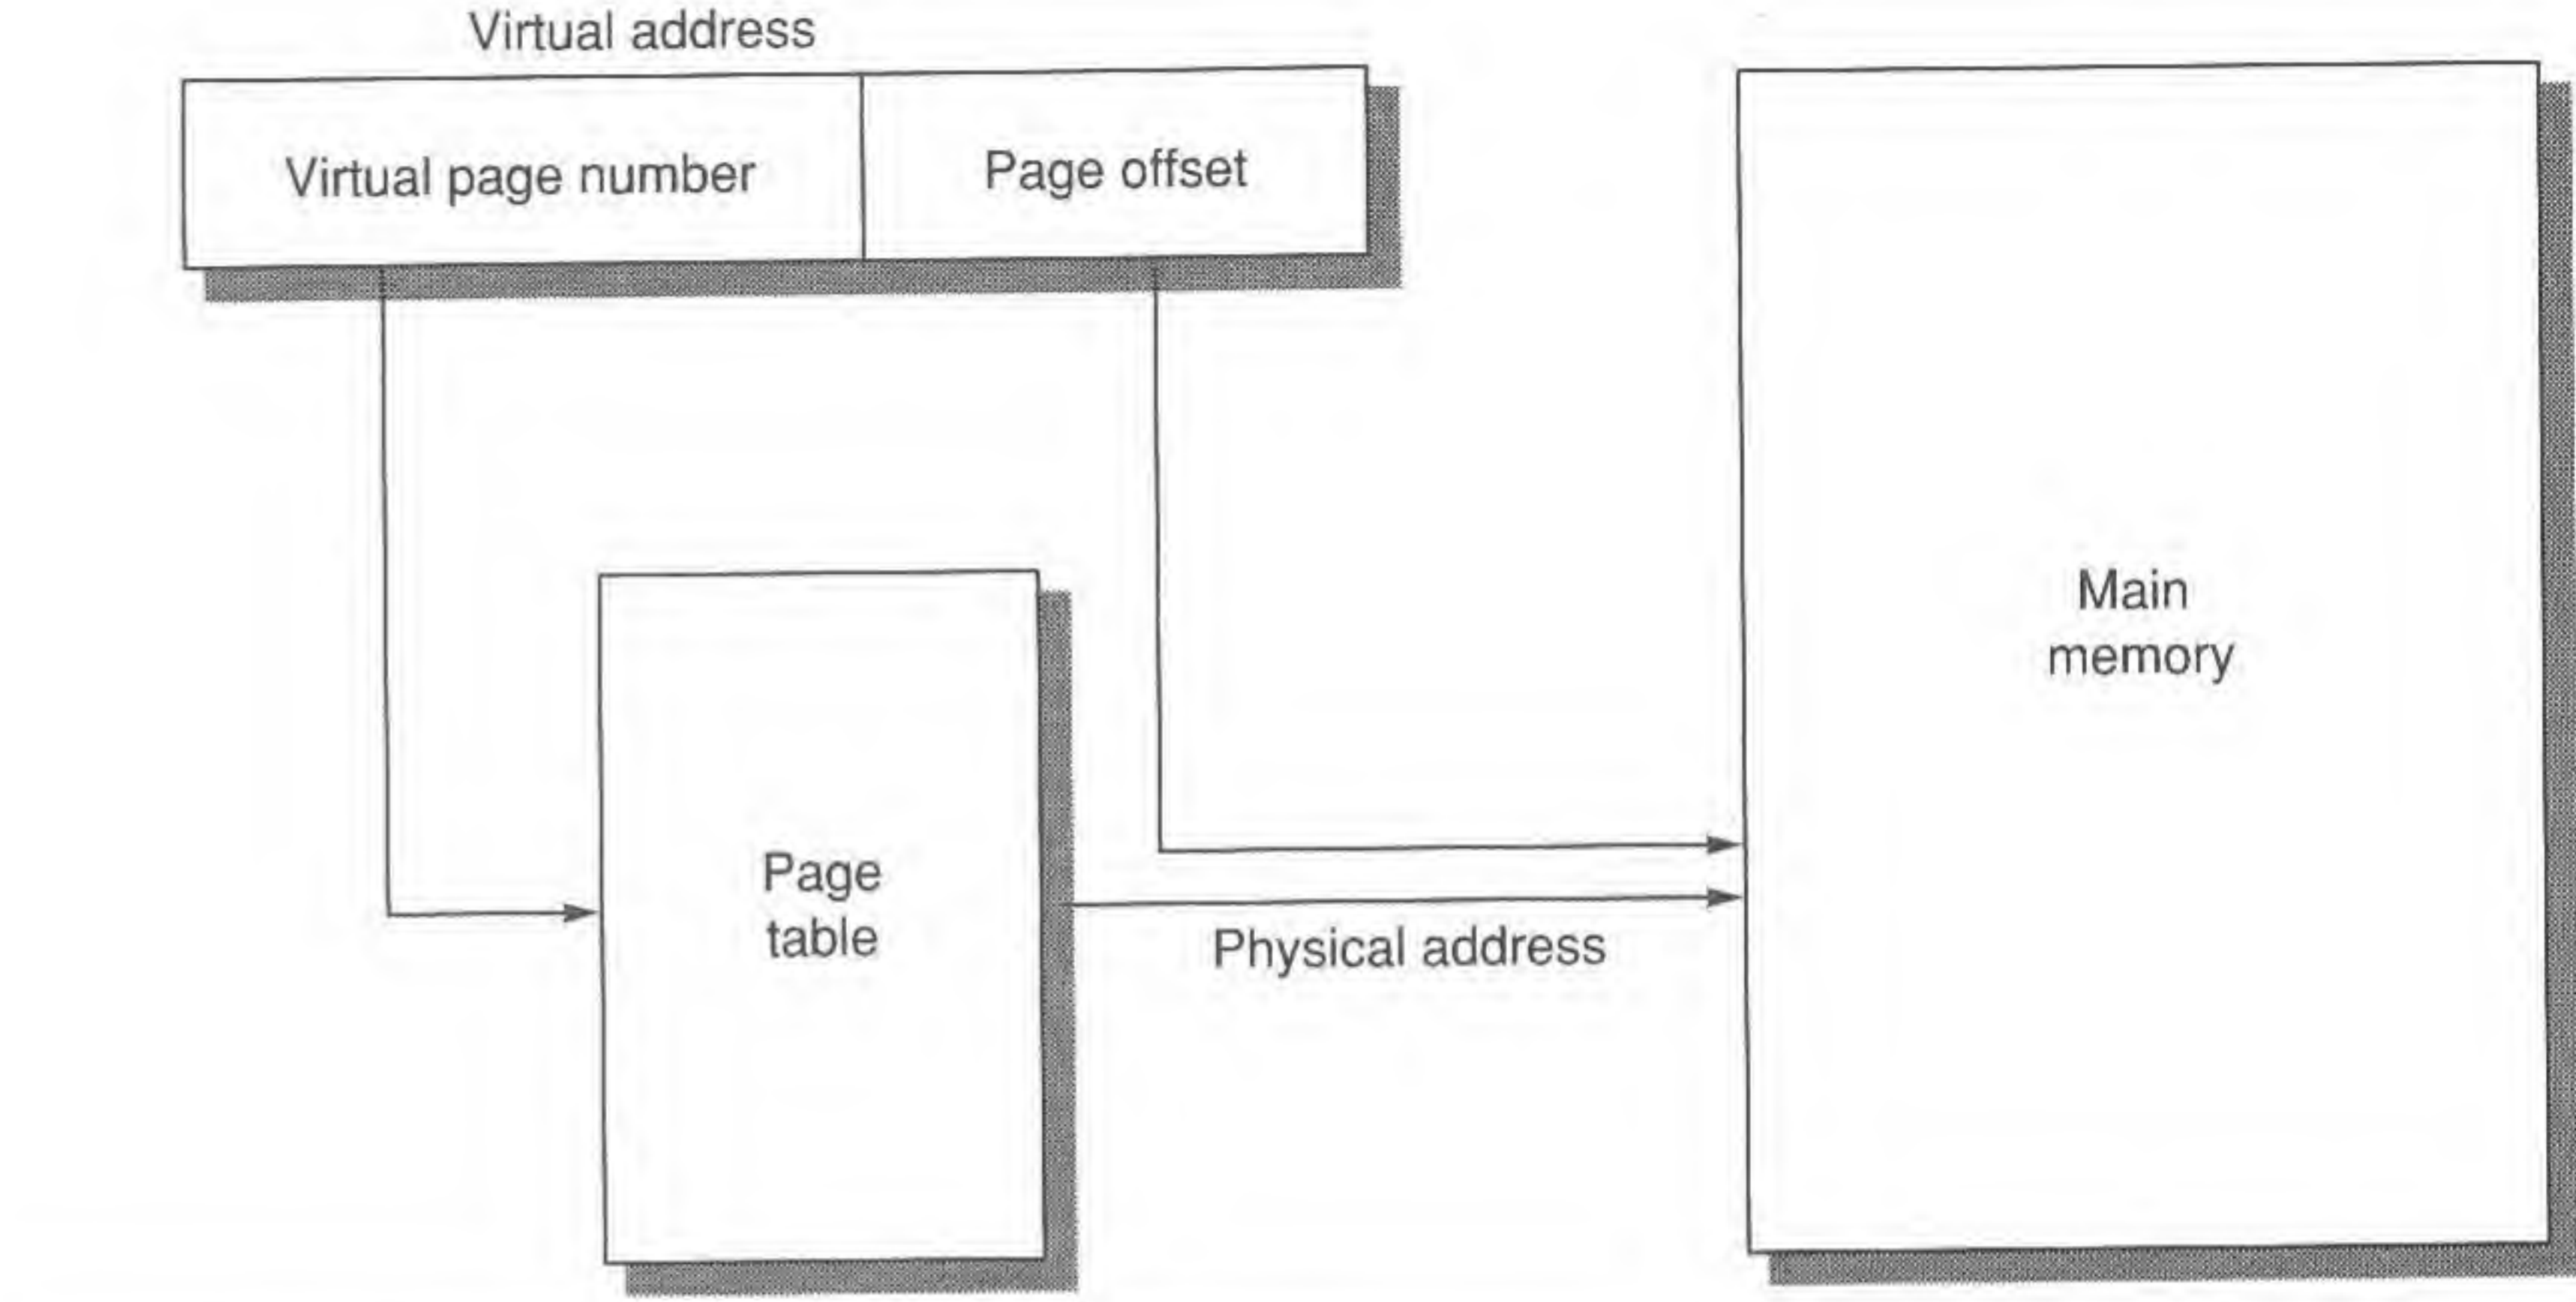 Virtual address
Virtual page number
Page offset
Main
memory
Page
table
Physical address